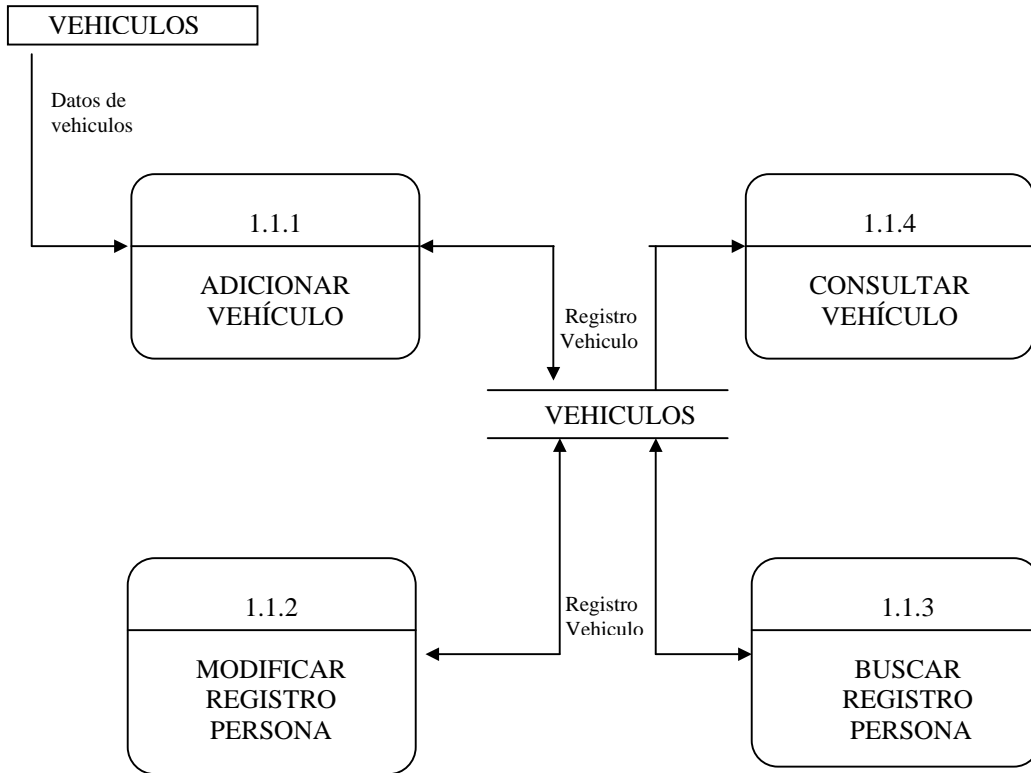 VEHICULOS
Datos de
vehiculos
1.1.1
ADICIONAR
VEHÍCULO
1.1.4
CONSULTAR
VEHÍCULO
Registro
Vehiculo
VEHICULOS
1.1.2
MODIFICAR
REGISTRO
PERSONA
Registro
Vehiculo
1.1.3
BUSCAR
REGISTRO
PERSONA